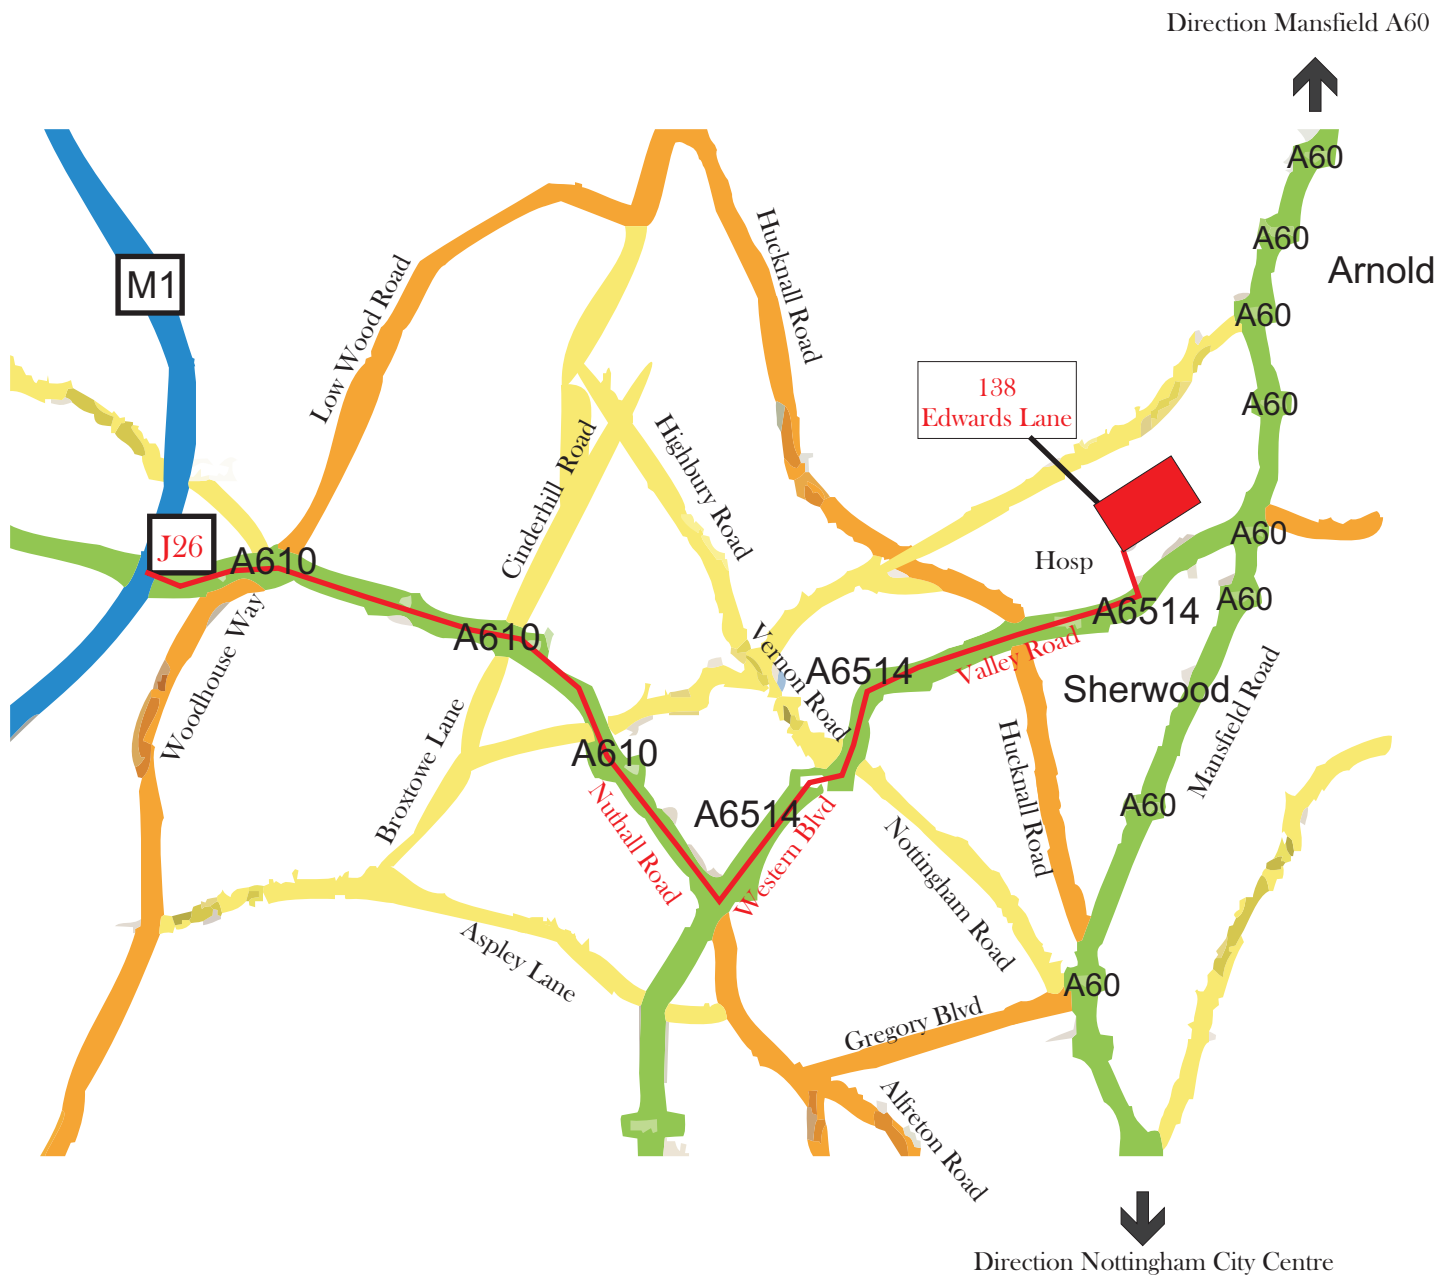 Direction Mansfield A60
A60
Hucknall Road
A60
Arnold
M1
Low Wood Road
A60
138
Edwards Lane
A60
Cinderhill Road
Highbury Road
J26
A610
A60
Hosp
A60
A6514
Woodhouse Way
A610
Vernon Road
A6514
Valley Road
Sherwood
Mansfield Road
Broxtowe Lane
A610
Hucknall Road
Nuthall Road
A6514
Western Blvd
A60
Nottingham Road
Aspley Lane
A60
Gregory Blvd
Alfreton Road
Direction Nottingham City Centre